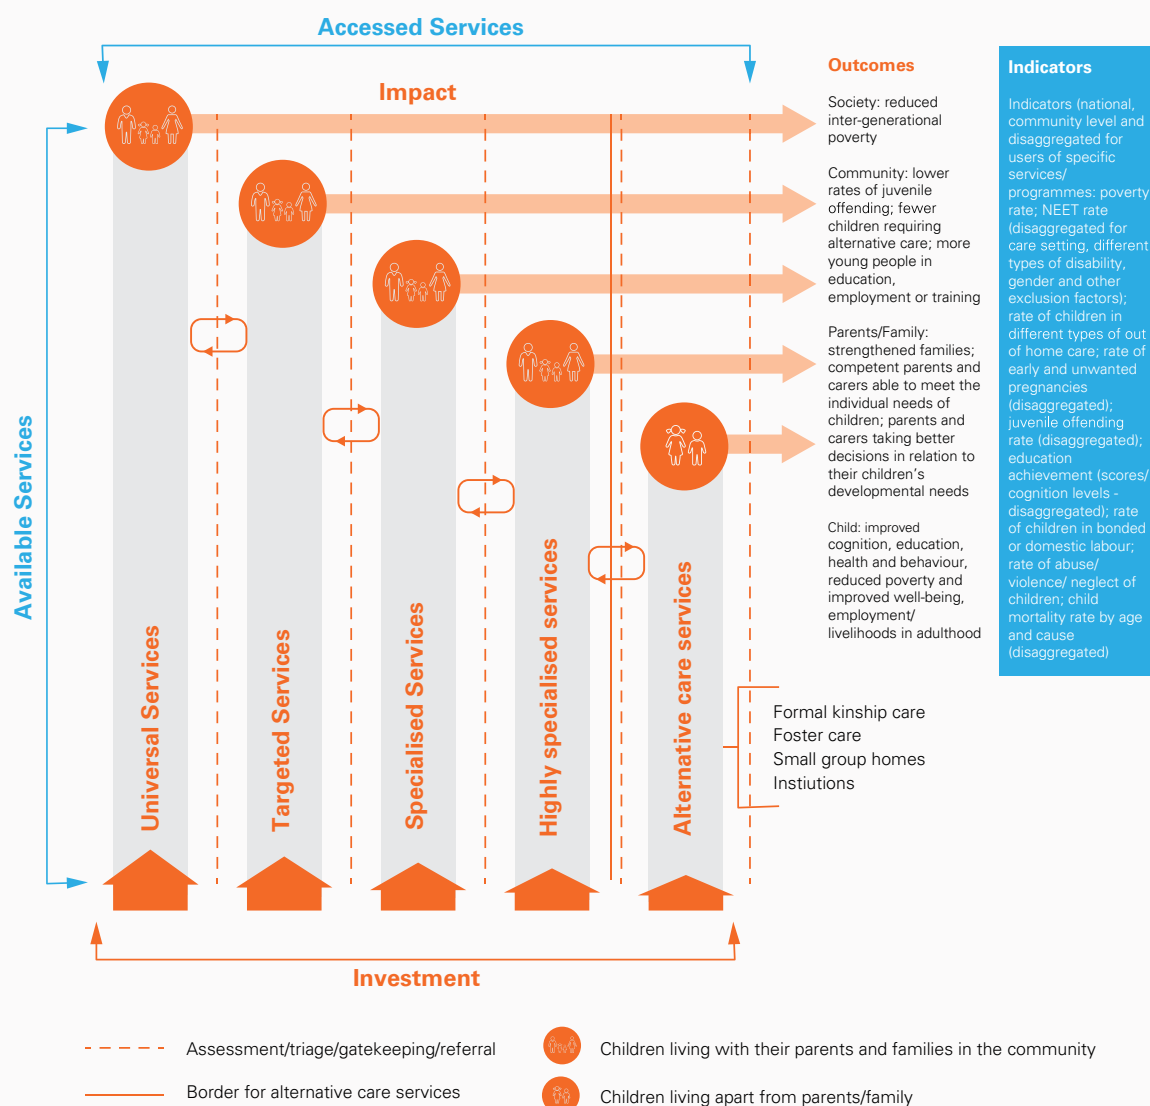 Accessed Services
Impact
Available Services
Universal Services
Targeted Services
Specialised Services
Highly specialised services
Alternative care services
Outcomes
Society: reduced
inter-generational
poverty
Community: lower
rates of juvenile
offending; fewer
children requiring
alternative care; more
young people in
education,
employment or training
Parents/Family:
strengthened families;
competent parents and
carers able to meet the
individual needs of
children; parents and
carers taking better
decisions in relation to
their children's
developmental needs
Child: improved
cognition, education,
health and behaviour,
reduced poverty and
improved well-being,
employment/
livelihoods in adulthood
Indicators
Indicators (national,
community level and
disaggregated for
users of specific
services/
programmes: poverty
rate; NEET rate
(disaggregated for
care setting, different
types of disability,
gender and other
exclusion factors);
rate of children in
different types of out
of home care; rate of
early and unwanted
pregnancies
(disaggregated);
juvenile offending
rate (disaggregated);
education
achievement (scores/
cognition levels -
disaggregated); rate
of children in bonded
or domestic labour;
rate of abuse/
violence/ neglect of
children; child
mortality rate by age
and cause
(disaggregated)
Formal kinship care
Foster care
Small group homes
Instiutions
Investment
Assessment/triage/gatekeeping/referral
Border for alternative care services
Children living with their parents and families in the community
Children living apart from parents/family